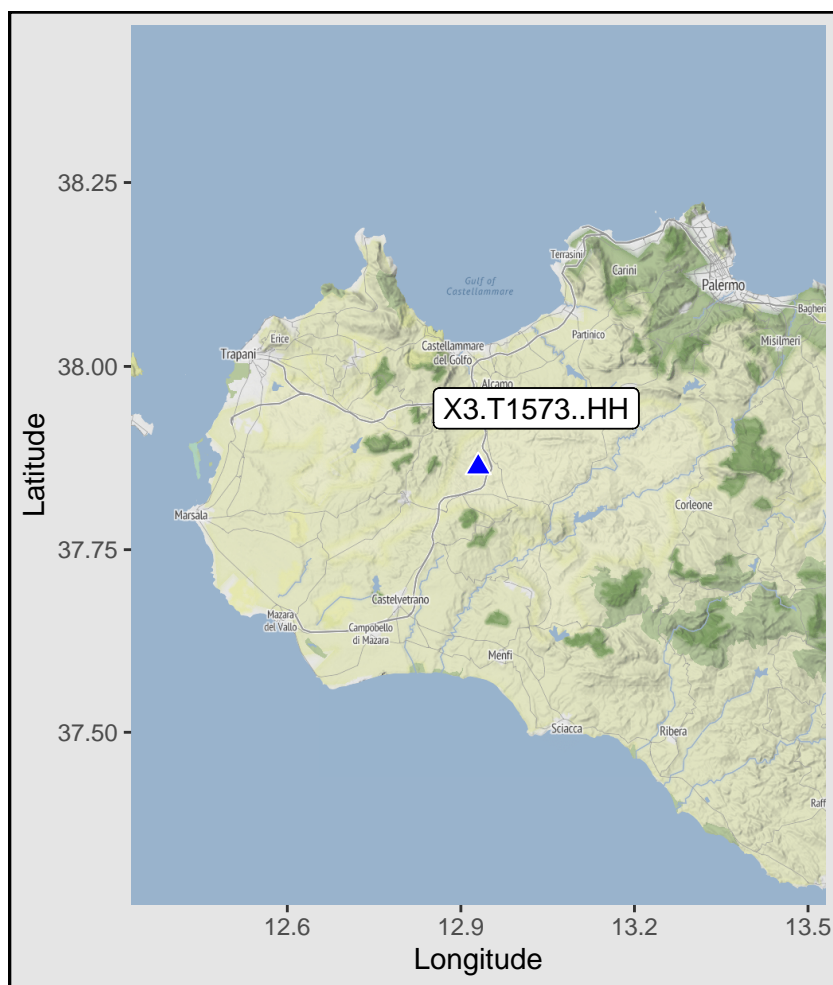 38.25
38.00
37.75
37.50
Latitude
Gulf of
Castellammare
Terrasini
Carini
Palermo
Bagheri
Erice
Trapani
Castellammare
del Golfo
Partinico
Misilmeri
Alcamo
X3.T1573..HH
Marsala
Corleone
Castelvetrano
Mazara
del Vallo
Campobello
di Mazara
Menfi
Sciacca
Ribera
Raff
12.6
12.9
13.2
13.5
Longitude